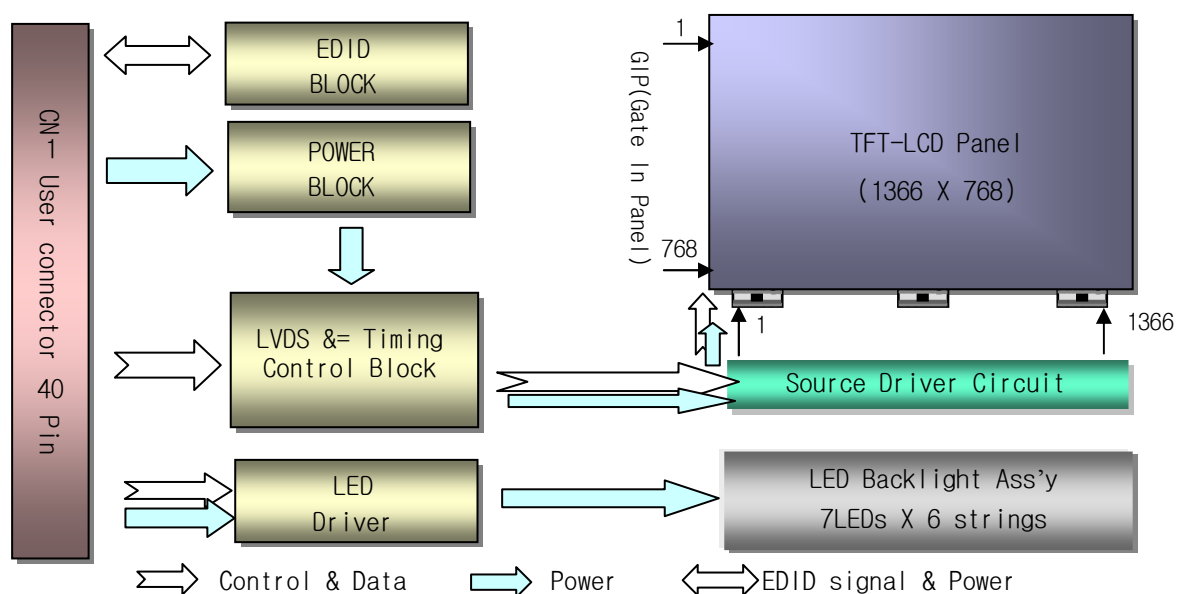 CN-1 User connector 40 Pin
EDID
BLOCK
POWER
BLOCK
LVDS &= Timing
Control Block
LED
Driver
1
GIP(Gate In Panel)
768
TFT-LCD Panel
(1366 X 768)
1
1366
Source Driver Circuit
LED Backlight Ass'y
7LEDs X 6 strings
Control & Data
Power
EDID signal & Power